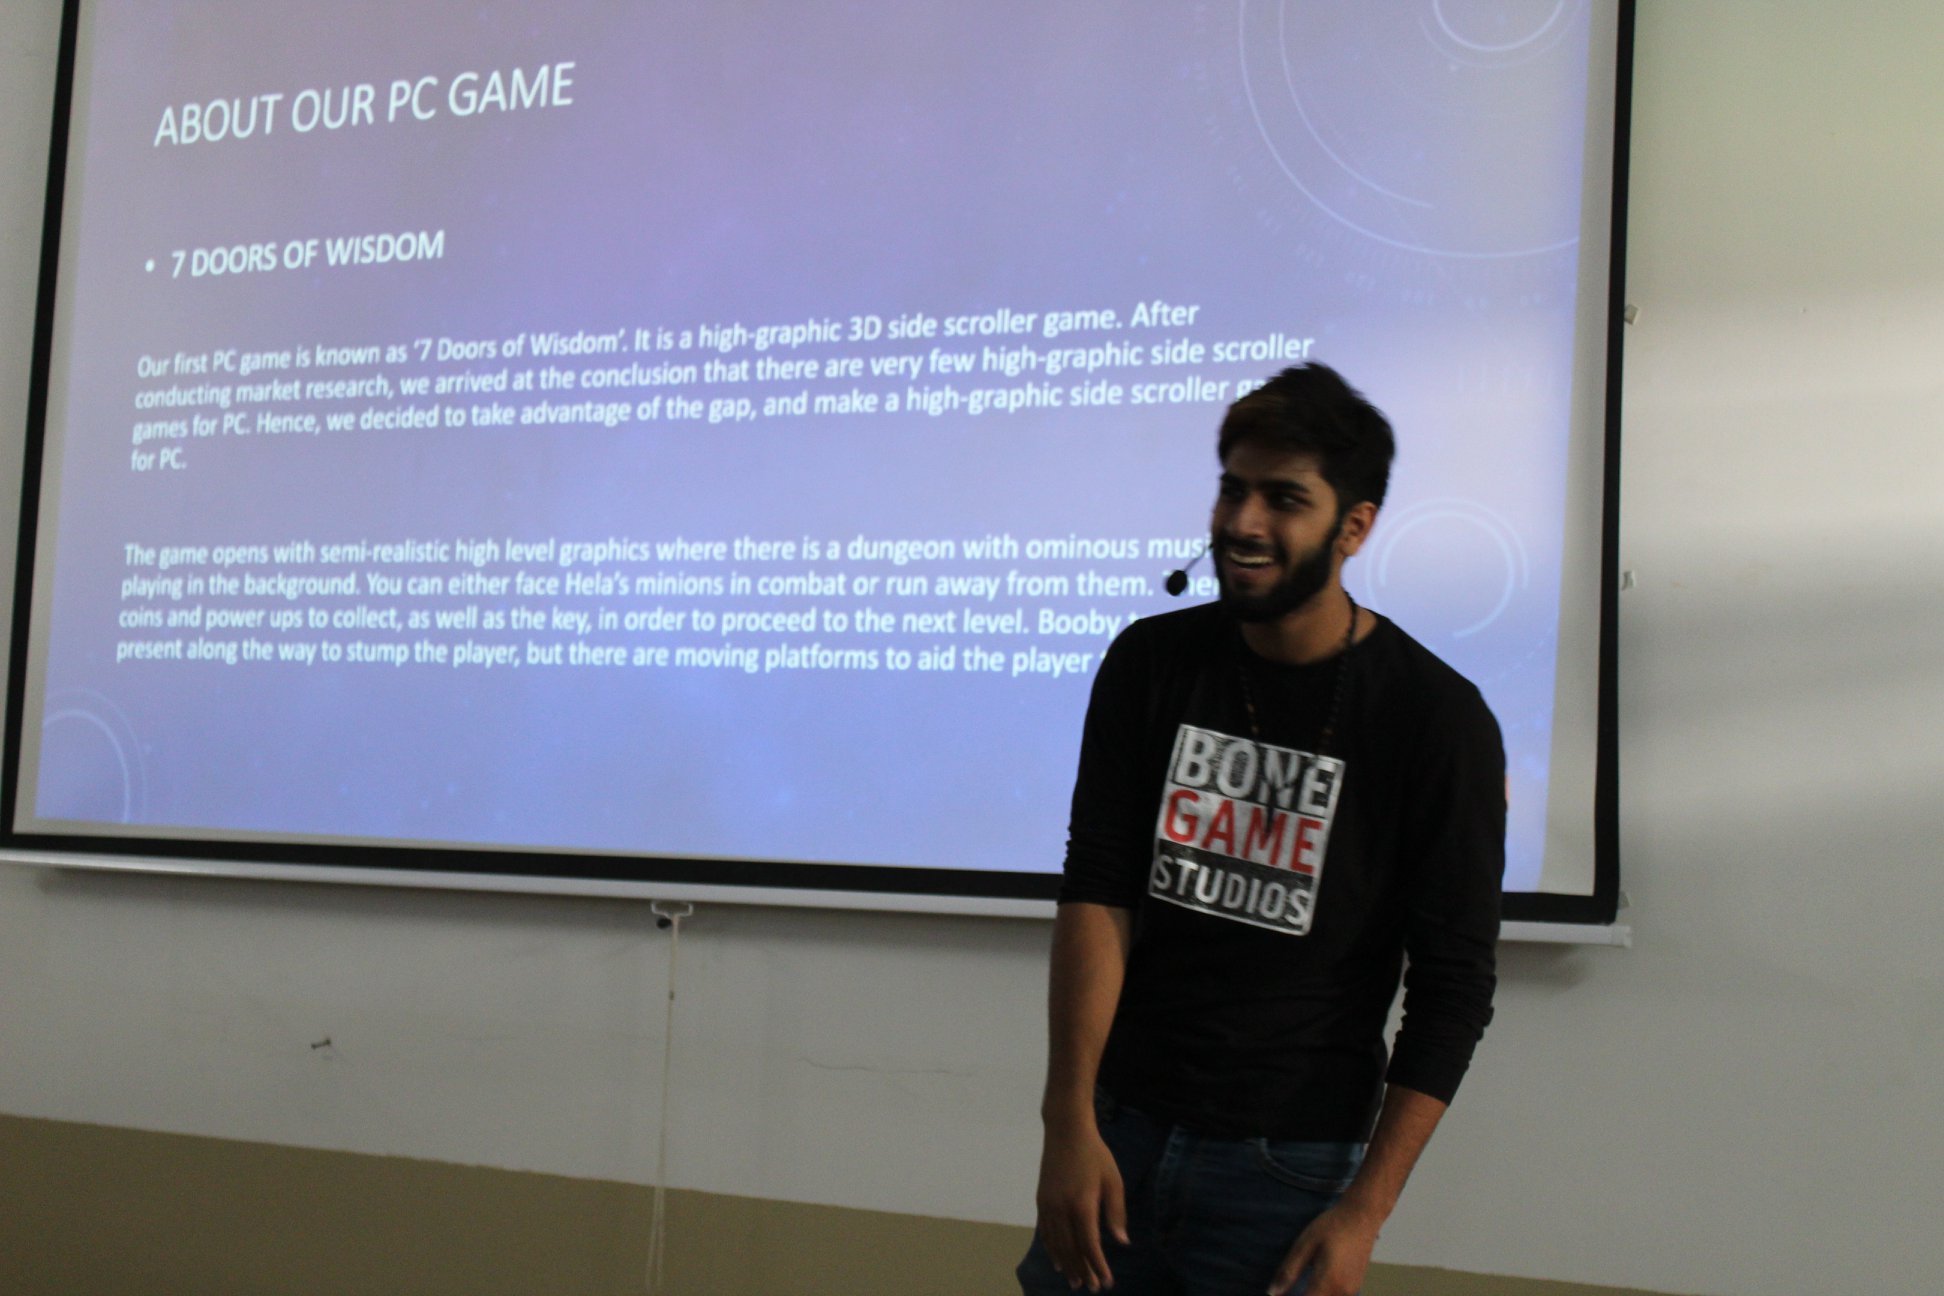 ABOUT OUR PC GAME
• 7 DOORS OF WISDOM
Our first PC game is known as '7 Doors of Wisdom'. It is a high-graphic 3D side scroller game. After
conducting market research, we arrived at the conclusion that there are very few high-graphic side scroller
games for PC. Hence, we decided to take advantage of the gap, and make a high-graphic side scroller
for PC.
The game opens with semi-realistic high level graphics where there is a dungeon with ominous
playing in the background. You can either face Hela's minions in combat or run away from them.
coins and power ups to collect, as well as the key, in order to proceed to the next level. Booby
present along the way to stump the player, but there are moving platforms to aid the player
BONE
GAME
STUDIOS